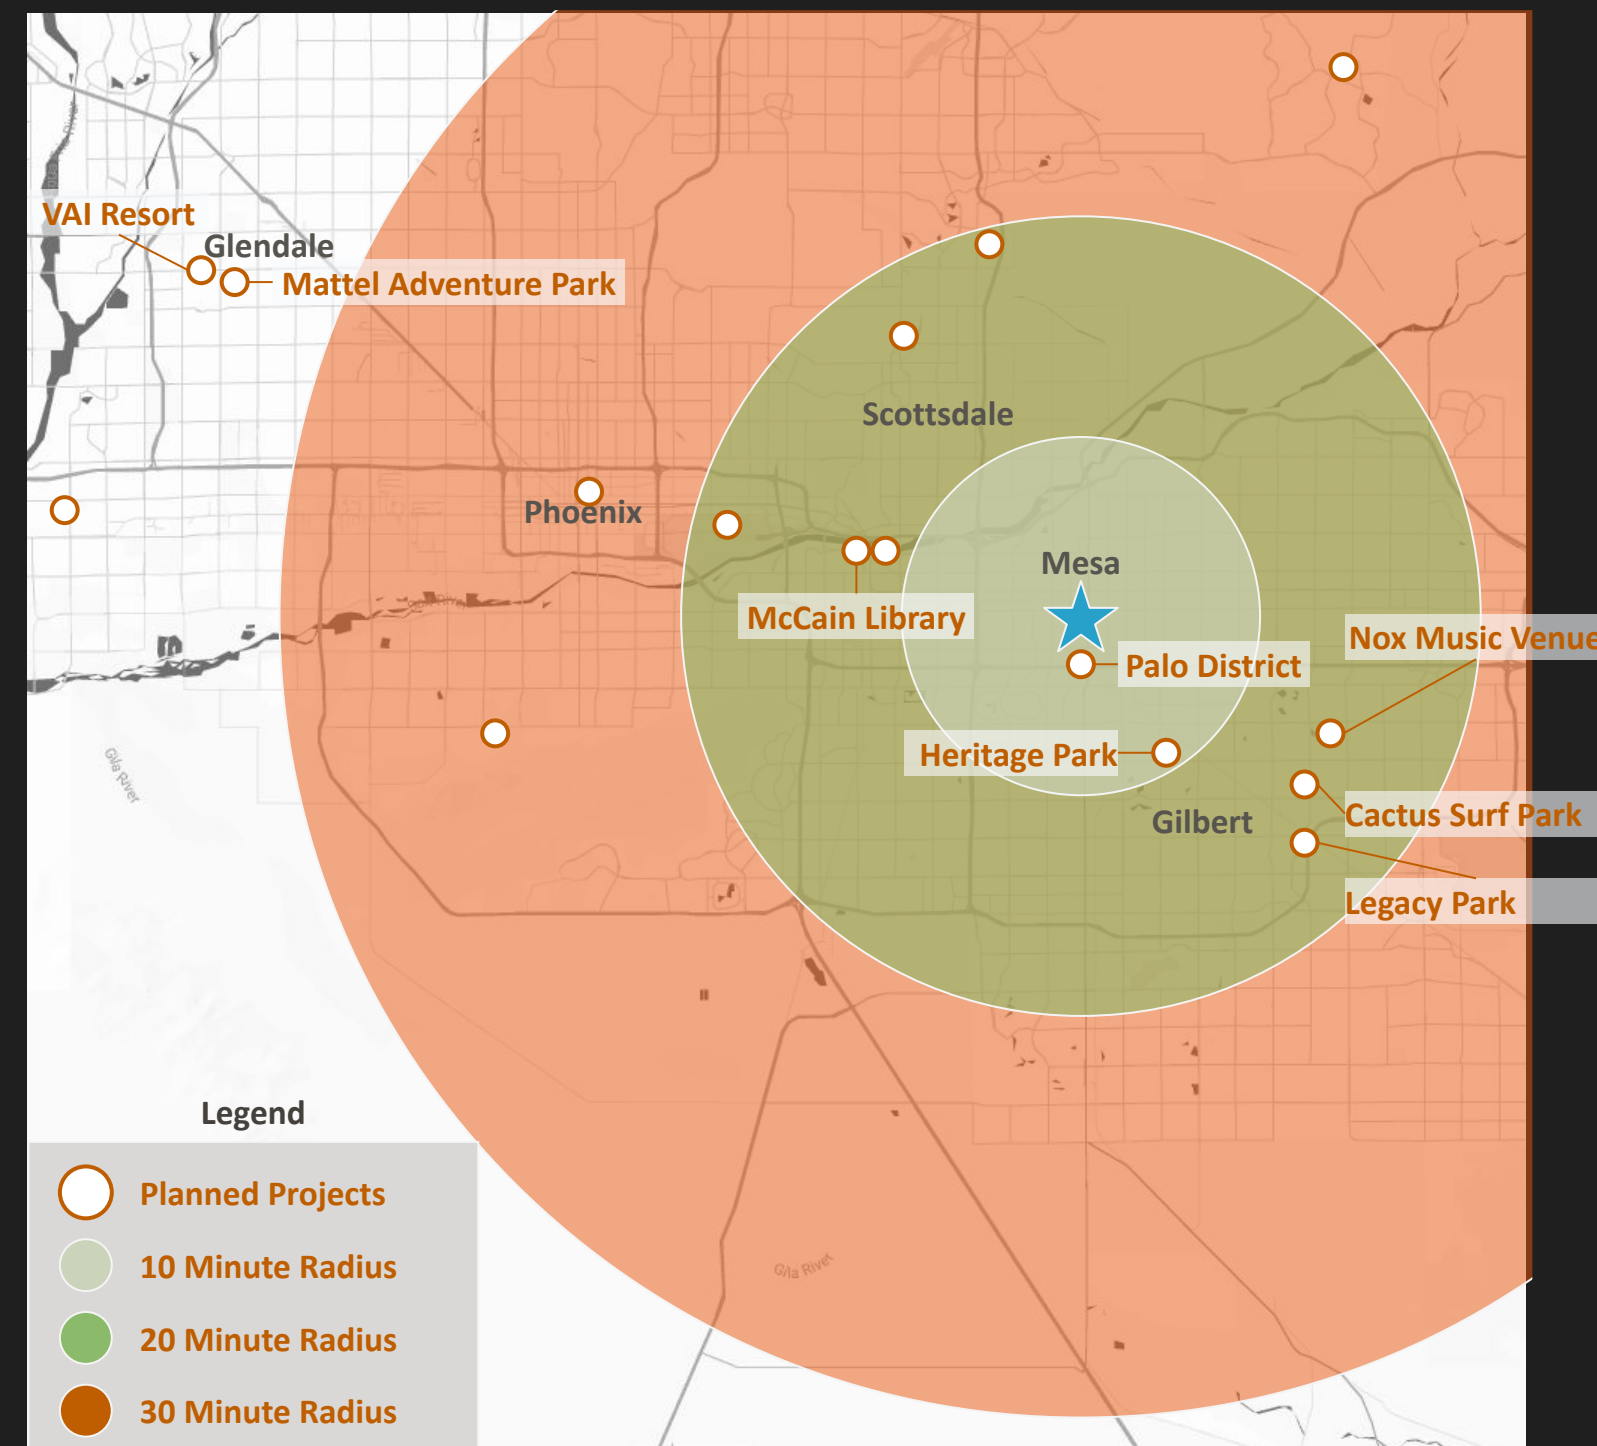 VAI Resort
Glendale
Mattel Adventure Park
Scottsdale
Phoenix
Mesa
McCain Library
Nox Music Venue
Palo District
Heritage Park
Gilbert
Cactus Surf Park
Legacy Park
Gila River
Gila River
Legend
Planned Projects
10 Minute Radius
20 Minute Radius
30 Minute Radius